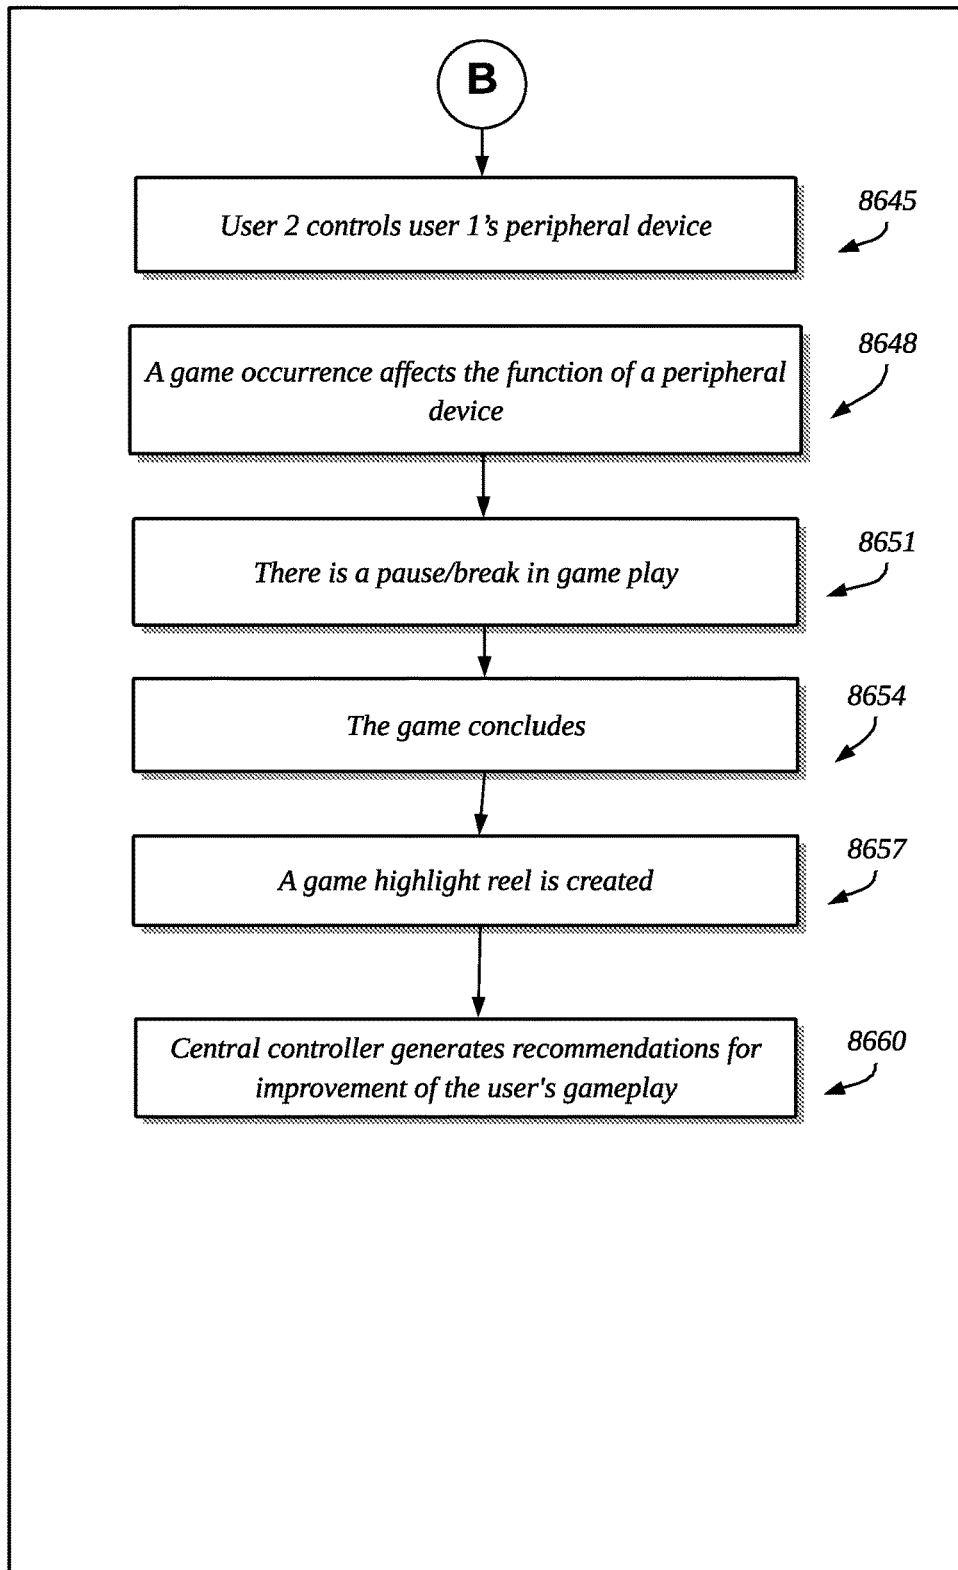 B
User 2 controls user 1’s peripheral device
8645
A game occurrence affects the function of a peripheral
device
8648
There is a pause/break in game play
8651
The game concludes
8654
A game highlight reel is created
8657
Central controller generates recommendations for
improvement of the user's gameplay
8660